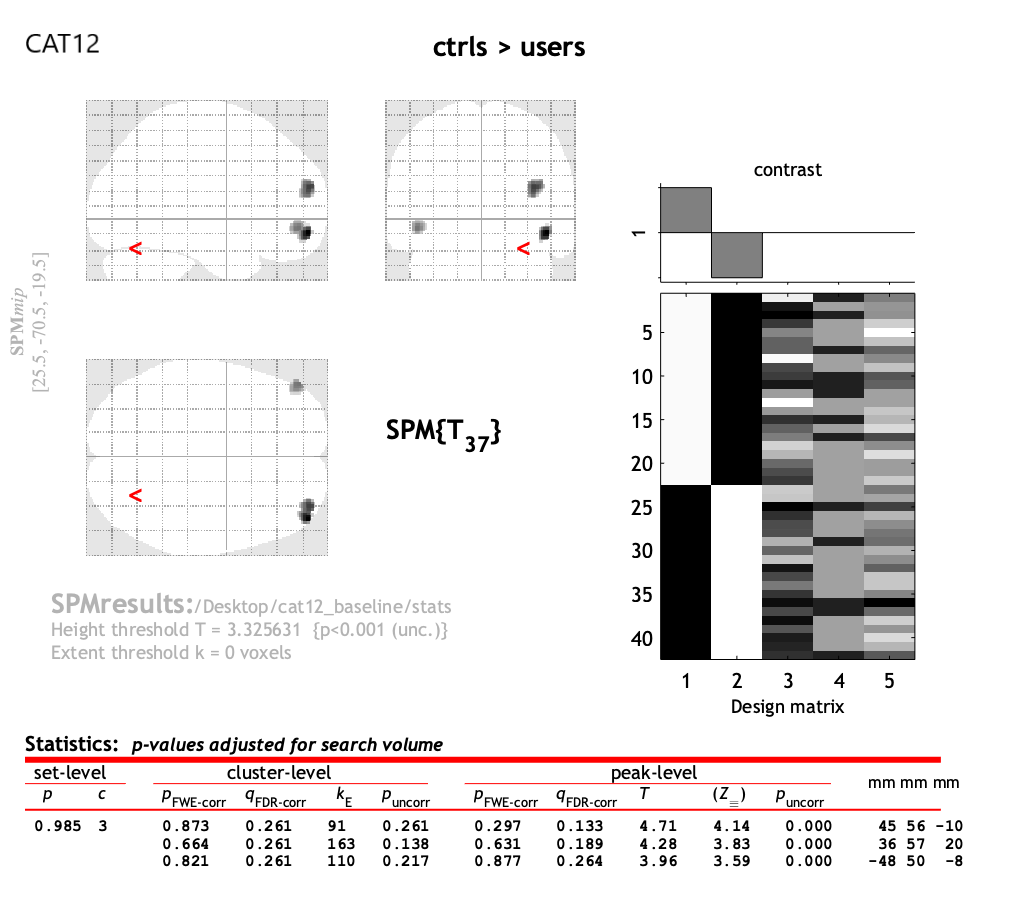 CAT12
ctrls > users
contrast
1
SPMmip
[25.5, -70.5, -19.5]
<
<
<
SPM{T37}
5
10
15
20
25
30
35
40
1 2 3 4 5
Design matrix
SPMresults:/Desktop/cat12_baseline/stats
Height threshold T = 3.325631 {p<0.001 (unc.)}
Extent threshold k = 0 voxels
Statistics: p-values adjusted for search volume
set-level cluster-level peak-level mm mm mm
p c pFWE-corr qFDR-corr kE puncorr pFWE-corr qFDR-corr T (Z≡) puncorr
0.985 3 0.873 0.261 91 0.261 0.297 0.133 4.71 4.14 0.000 45 56 -10
0.664 0.261 163 0.138 0.631 0.189 4.28 3.83 0.000 36 57 20
0.821 0.261 110 0.217 0.877 0.264 3.96 3.59 0.000 -48 50 -8